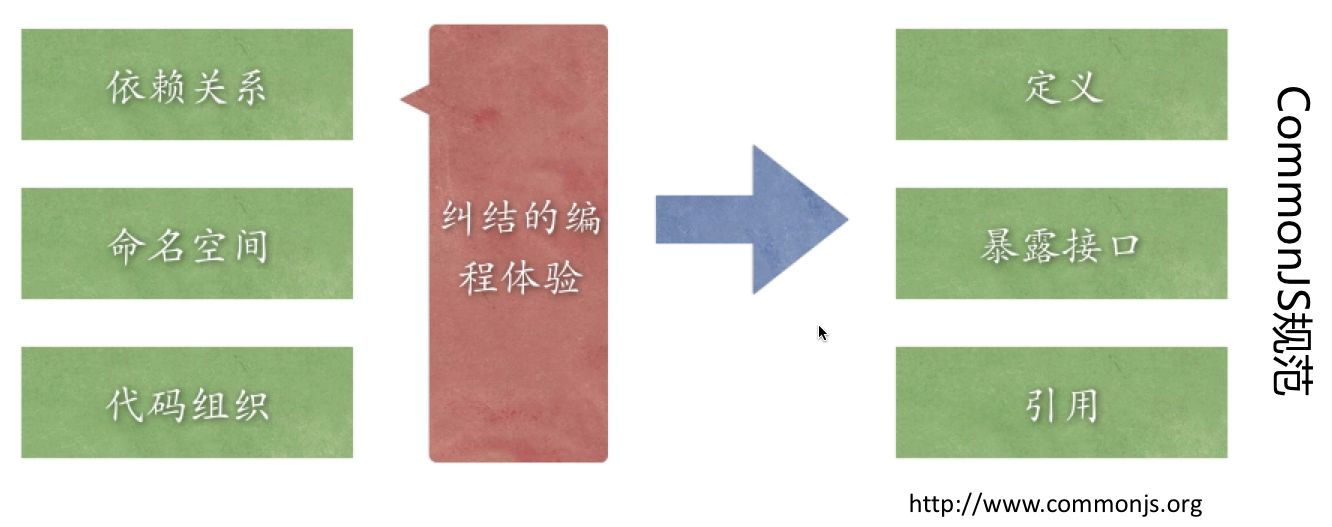 依赖关系
命名空间
代码组织
纠结的编
程体验
定义
暴露接口
引用
CommonJS规范
http://www.commonjs.org